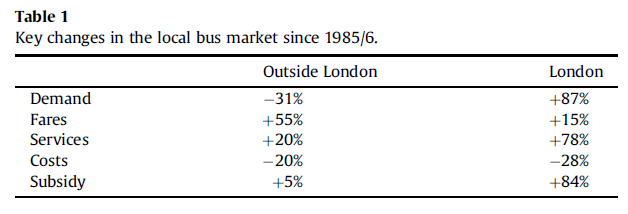 Table 1
Key changes in the local bus market since 1985/6.
Outside London London
Demand −31% +87%
Fares +55% +15%
Services +20% +78%
Costs −20% −28%
Subsidy +5% +84%